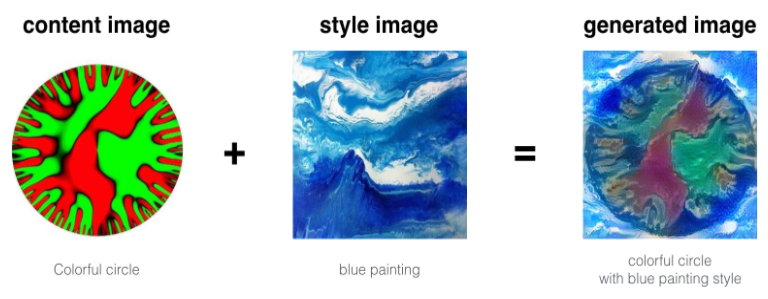 content image
style image
generated image
+
=
Colorful circle
blue painting
colorful circle
with blue painting style